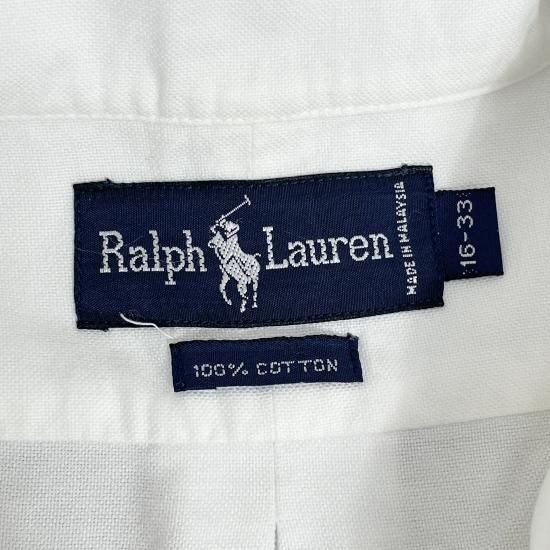 Ralph Lauren
MADE IN MALAYSIA
16-33
100% COTTON